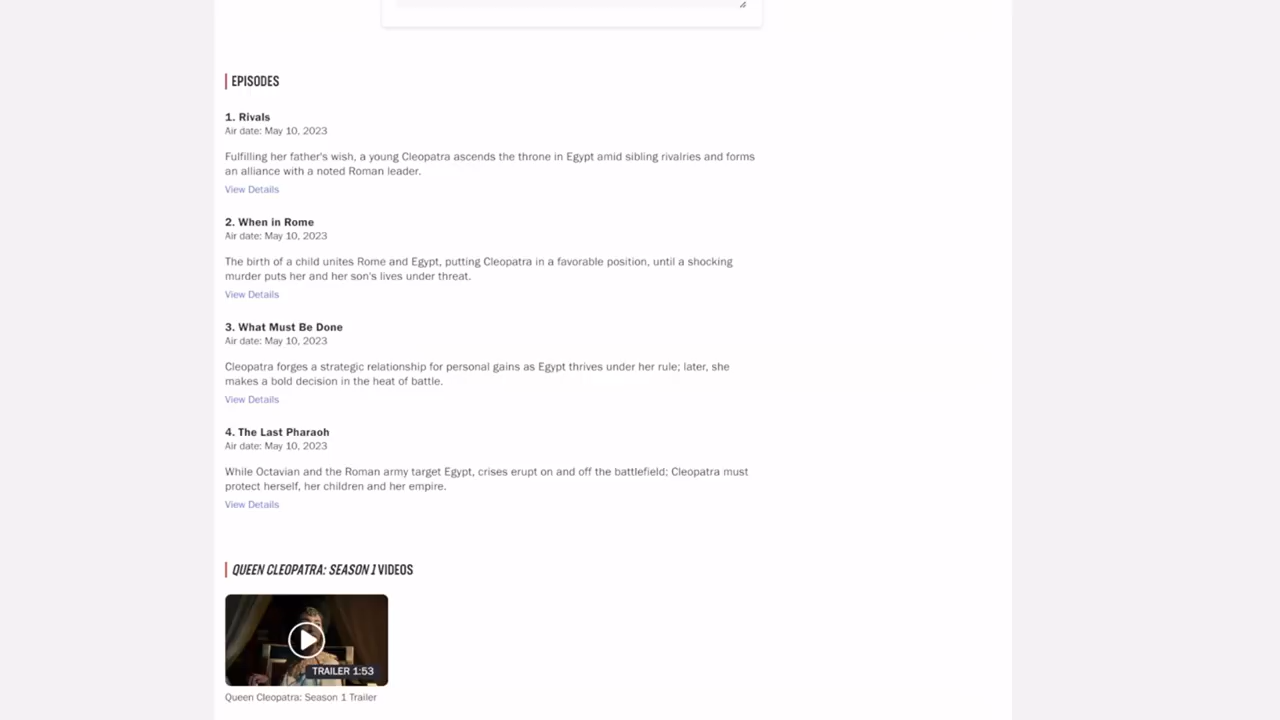 EPISODES
1. Rivals
Air date: May 10, 2023
Fulfilling her father's wish, a young Cleopatra ascends the throne in Egypt amid sibling rivalries and forms
an alliance with a noted Roman leader.
View Details
2. When in Rome
Air date: May 10, 2023
The birth of a child unites Rome and Egypt, putting Cleopatra in a favorable position, until a shocking
murder puts her and her son's lives under threat.
View Details
3. What Must Be Done
Air date: May 10, 2023
Cleopatra forges a strategic relationship for personal gains as Egypt thrives under her rule; later, she
makes a bold decision in the heat of battle.
View Details
4. The Last Pharaoh
Air date: May 10, 2023
While Octavian and the Roman army target Egypt, crises erupt on and off the battlefield; Cleopatra must
protect herself, her children and her empire.
View Details
QUEEN CLEOPATRA: SEASON 1 VIDEOS
TRAILER 1:53
Queen Cleopatra: Season 1 Trailer